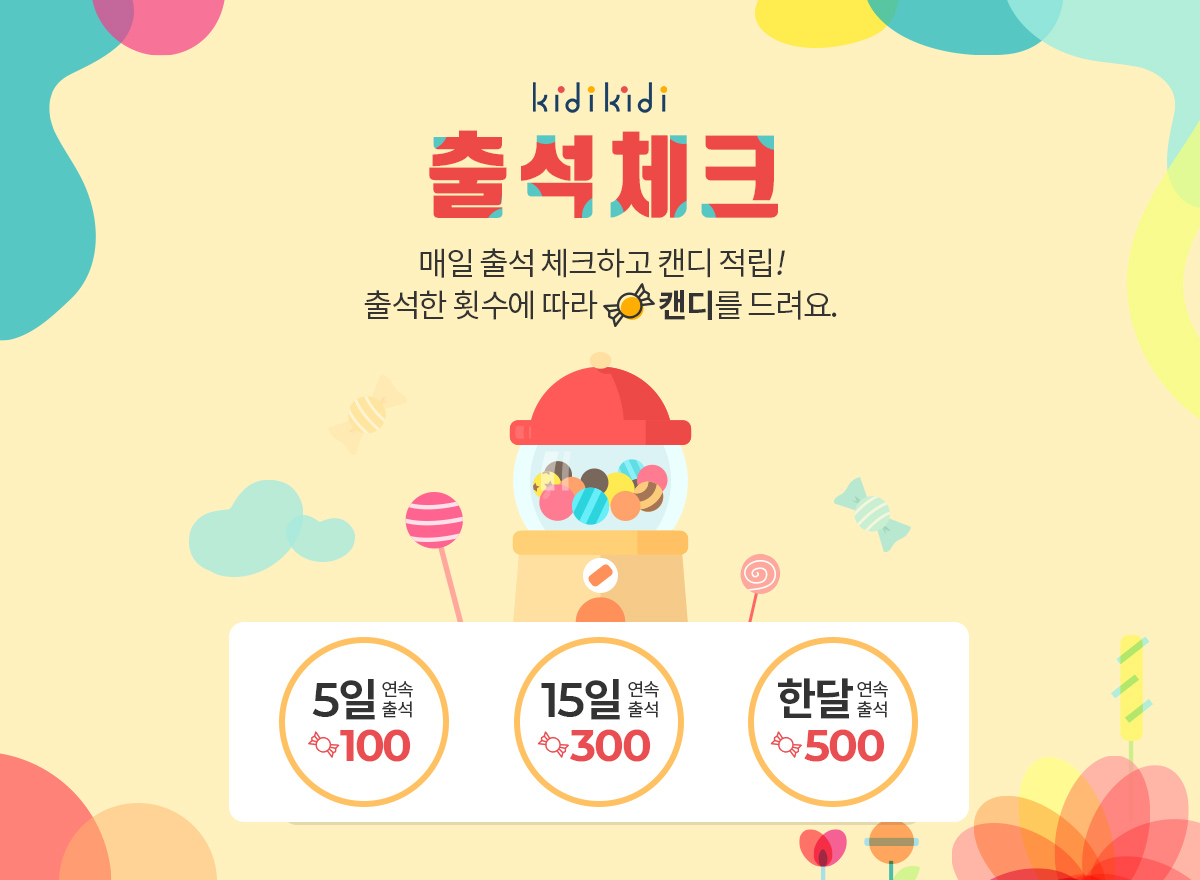 kidikidi
출석체크
매일 출석 체크하고 캔디 적립!
출석한 횟수에 따라 캔디를 드려요.
5일 연속 출석
100
15일 연속 출석
300
한달 연속 출석
500